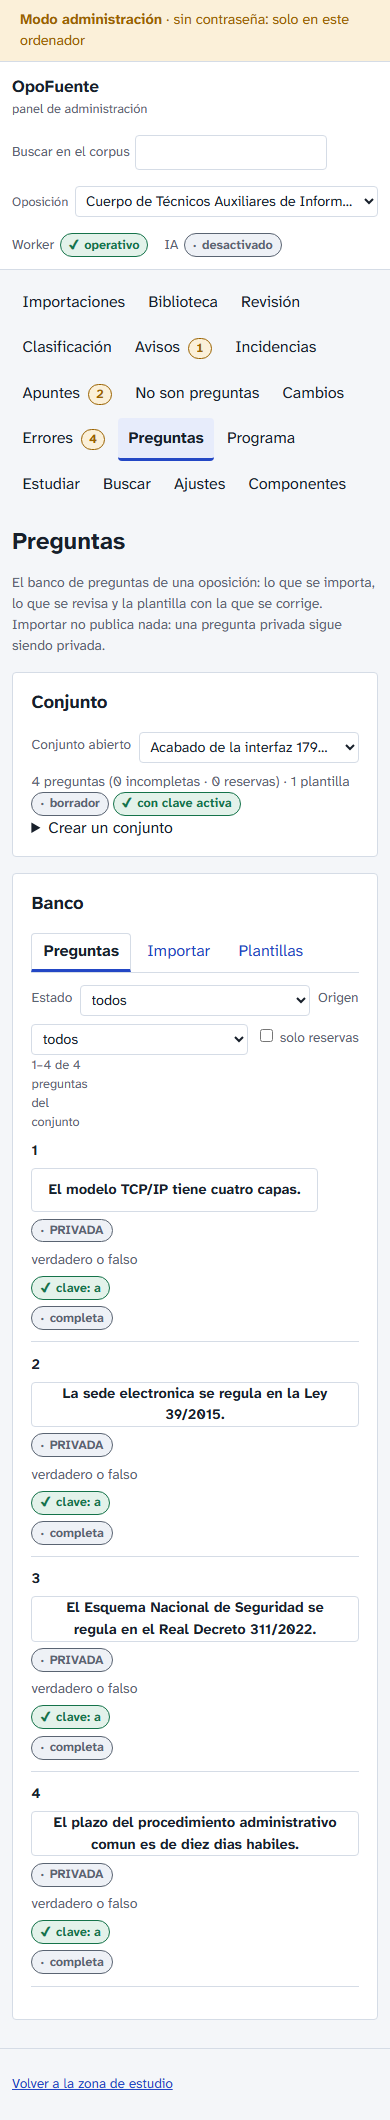 Modo administración · sin contraseña: solo en este
ordenador
OpoFuente
panel de administración
Buscar en el corpus
Oposición Cuerpo de Técnicos Auxiliares de Inform...
Worker ✓ operativo IA · desactivado
Importaciones Biblioteca Revisión
Clasificación Avisos 1 Incidencias
Apuntes 2 No son preguntas Cambios
Errores 4 Preguntas Programa
Estudiar Buscar Ajustes Componentes
Preguntas
El banco de preguntas de una oposición: lo que se importa,
lo que se revisa y la plantilla con la que se corrige.
Importar no publica nada: una pregunta privada sigue
siendo privada.
Conjunto
Conjunto abierto Acabado de la interfaz 179...
4 preguntas (0 incompletas · 0 reservas) · 1 plantilla
· borrador ✓ con clave activa
▶ Crear un conjunto
Banco
Preguntas Importar Plantillas
Estado todos Origen
todos solo reservas
1–4 de 4
preguntas
del
conjunto
1
El modelo TCP/IP tiene cuatro capas.
· PRIVADA
verdadero o falso
✓ clave: a
· completa
2
La sede electronica se regula en la Ley
39/2015.
· PRIVADA
verdadero o falso
✓ clave: a
· completa
3
El Esquema Nacional de Seguridad se
regula en el Real Decreto 311/2022.
· PRIVADA
verdadero o falso
✓ clave: a
· completa
4
El plazo del procedimiento administrativo
comun es de diez dias habiles.
· PRIVADA
verdadero o falso
✓ clave: a
· completa
Volver a la zona de estudio